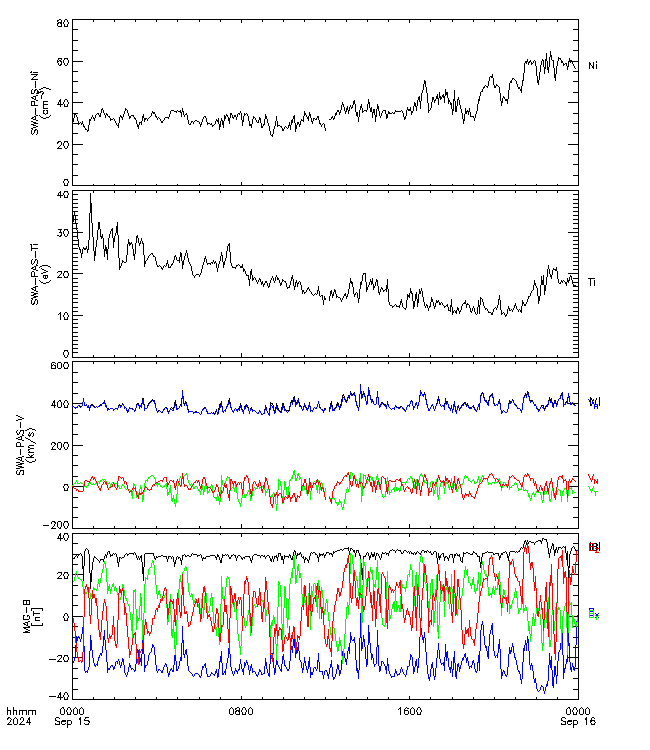 80
60
40
20
0
SWA-PAS-Ni
(cm⁻³)
Ni
40
30
20
10
0
SWA-PAS-Ti
(eV)
Ti
600
400
200
0
-200
SWA-PAS-V
(km/s)
V_N
V_T
40
20
0
-20
-40
MAG-B
[nT]
|B|
hhmm 0000 0800 1600 0000
2024 Sep 15 Sep 16